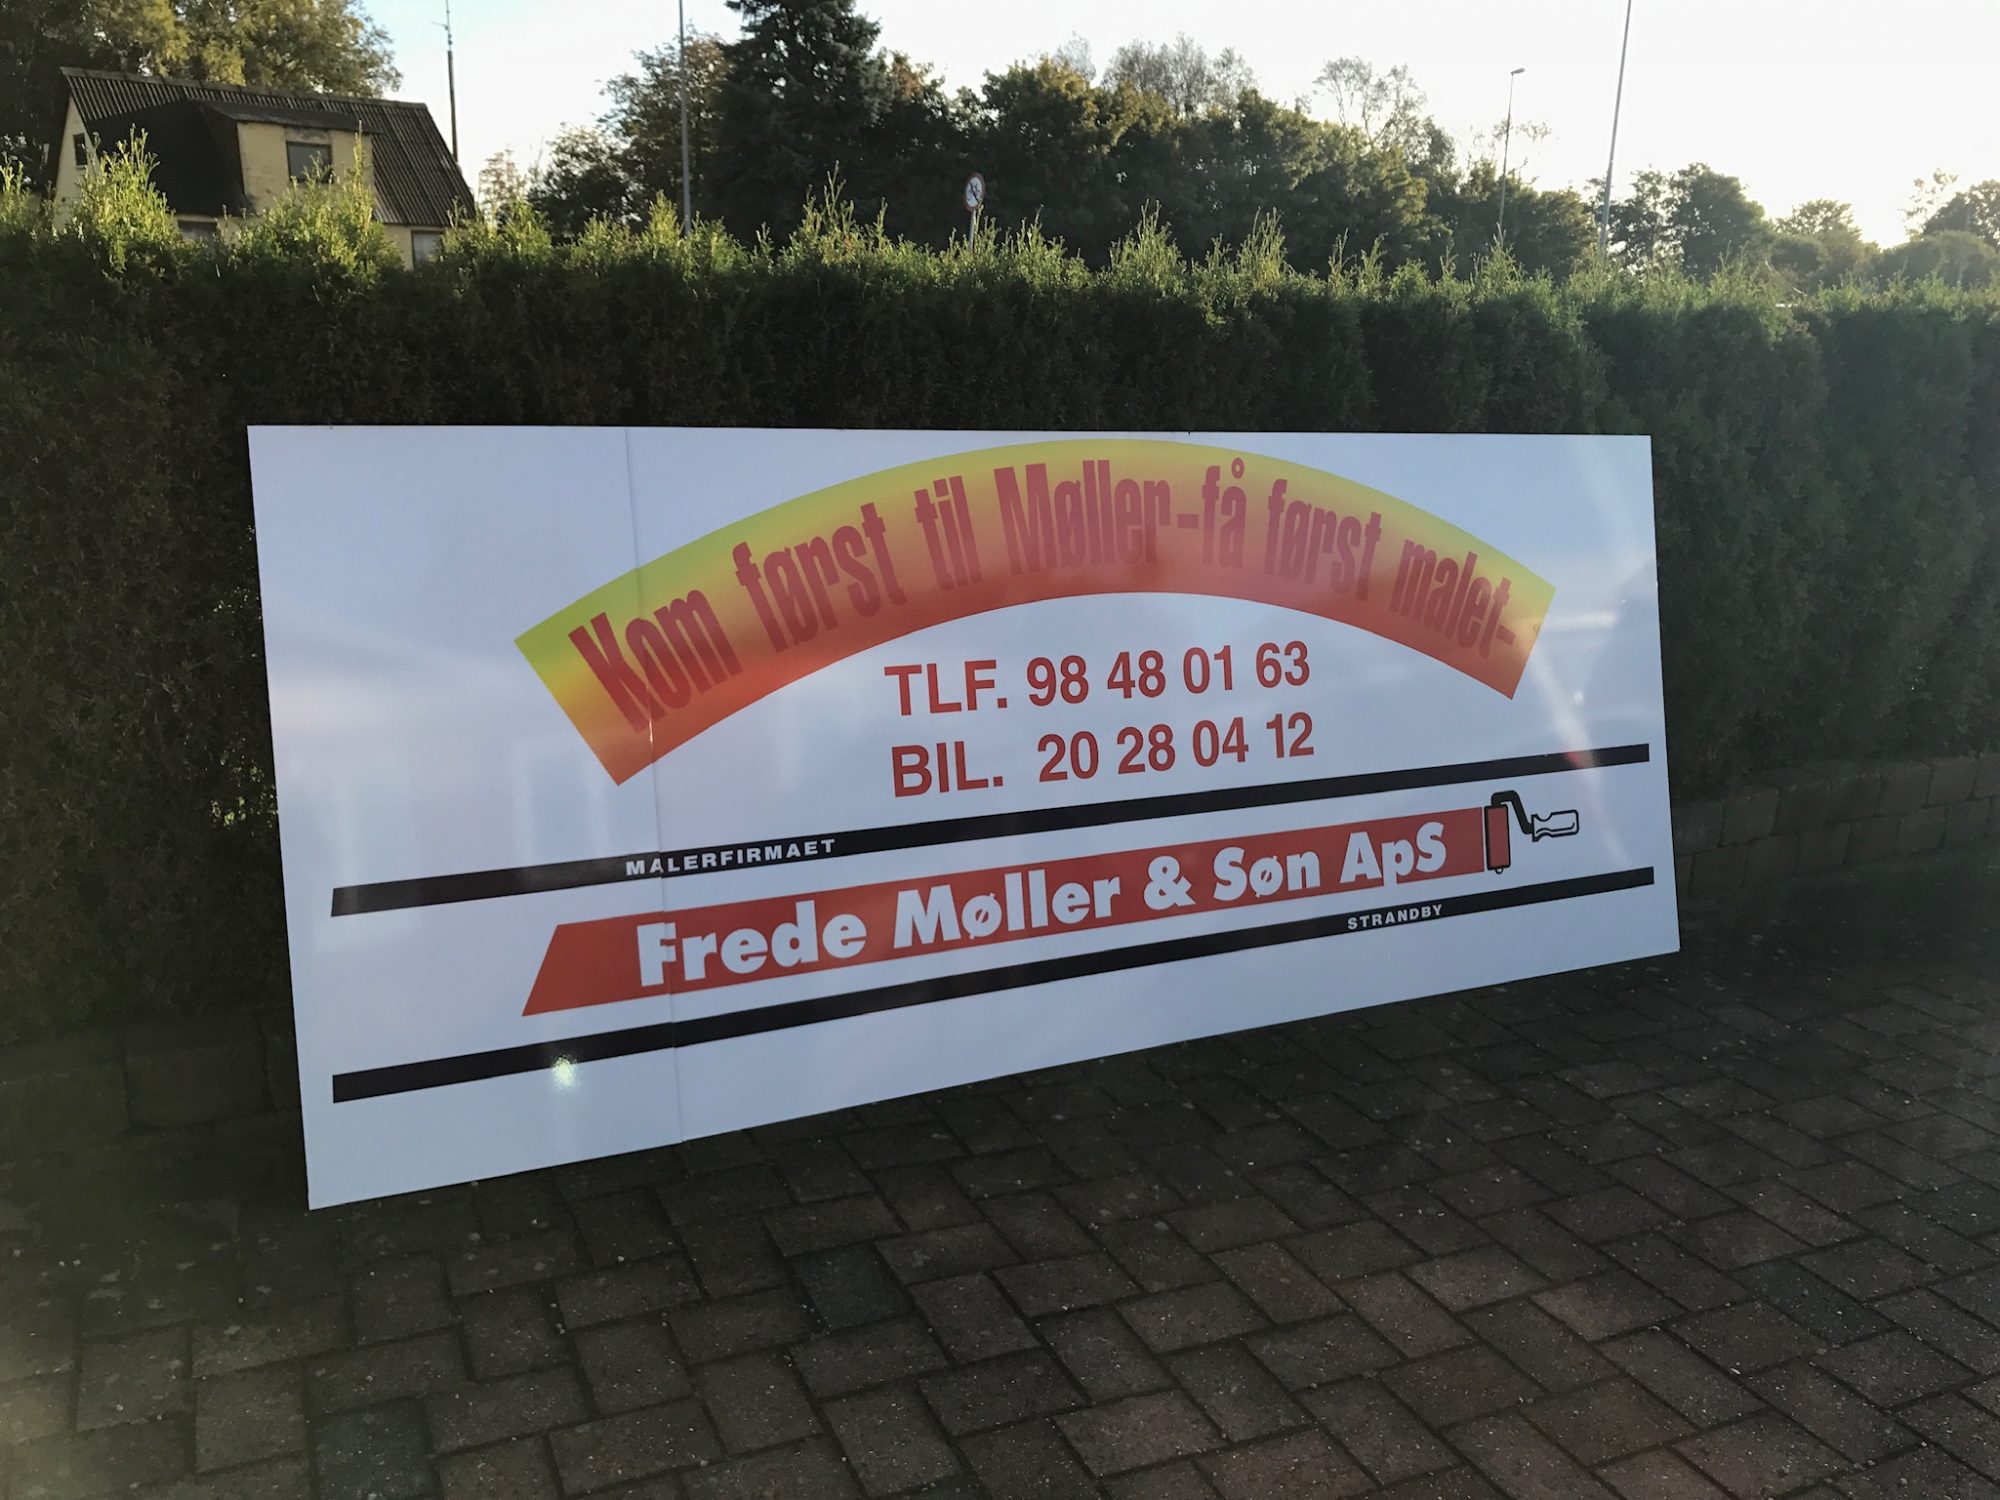 Kom først til Møller-få først malet-
TLF. 98 48 01 63
BIL. 20 28 04 12
MALERFIRMAET
Frede Møller & Søn ApS
STRANDBY